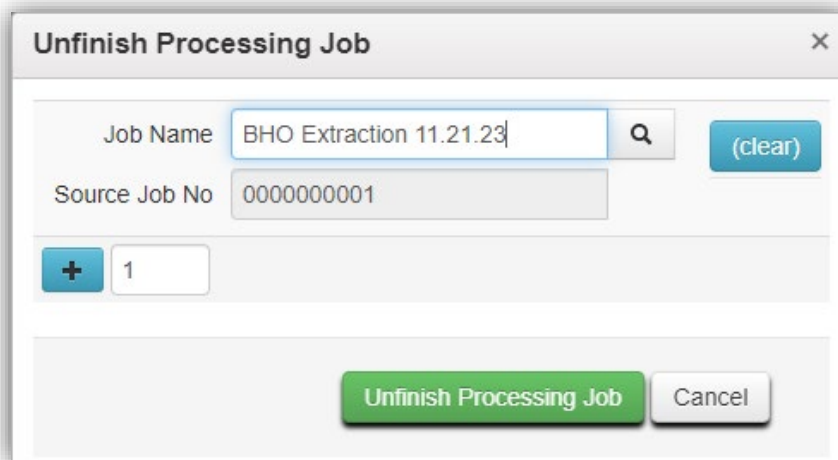 Unfinish Processing Job ×
Job Name BHO Extraction 11.21.23 (clear)
Source Job No 0000000001
+ 1
Unfinish Processing Job Cancel